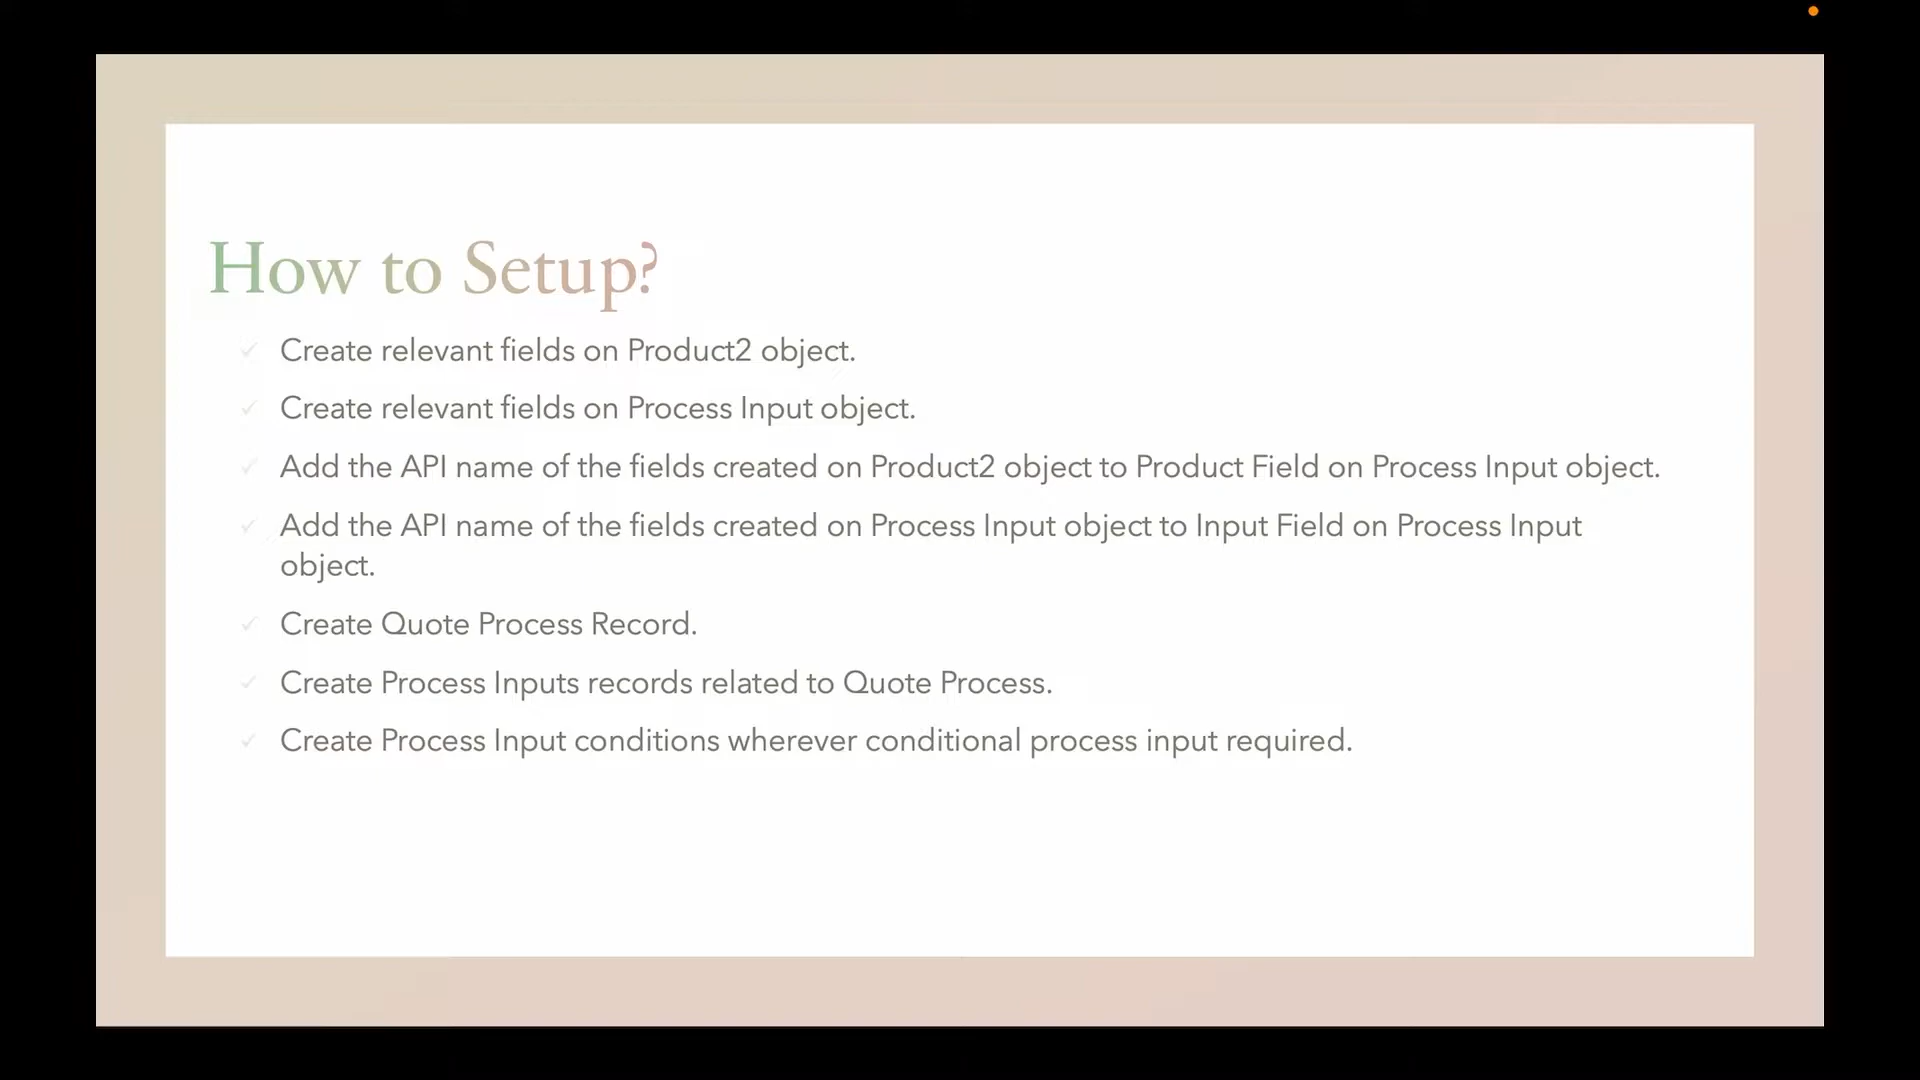 How to Setup?
Create relevant fields on Product2 object.
Create relevant fields on Process Input object.
Add the API name of the fields created on Product2 object to Product Field on Process Input object.
Add the API name of the fields created on Process Input object to Input Field on Process Input
object.
Create Quote Process Record.
Create Process Inputs records related to Quote Process.
Create Process Input conditions wherever conditional process input required.